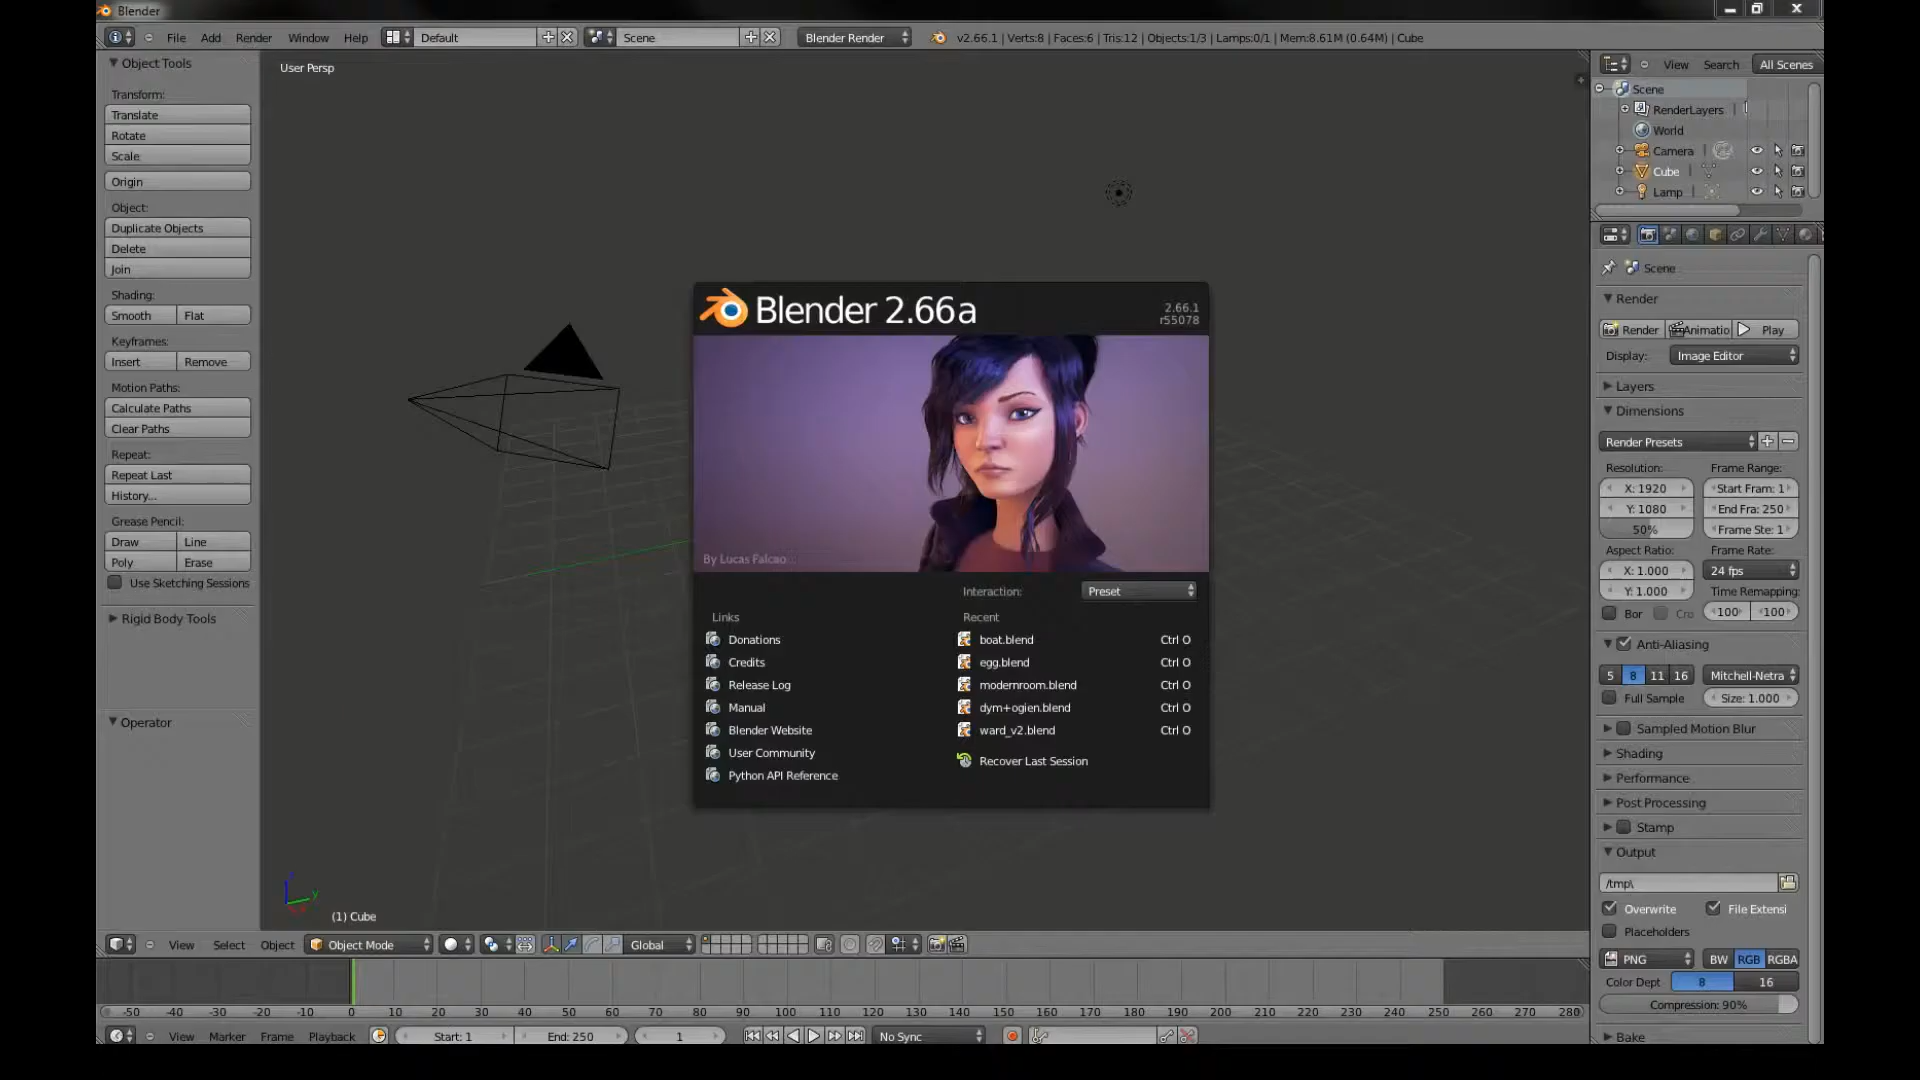 Blender
File Add Render Window Help Default Scene Blender Render v2.66.1 | Verts:8 | Faces:6 | Tris:12 | Objects:1/3 | Lamps:0/1 | Mem:8.61M (0.64M) | Cube
Object Tools
Transform:
Translate
Rotate
Scale
Origin
Object:
Duplicate Objects
Delete
Join
Shading:
Smooth Flat
Keyframes:
Insert Remove
Motion Paths:
Calculate Paths
Clear Paths
Repeat:
Repeat Last
History...
Grease Pencil:
Draw Line
Poly Erase
Use Sketching Sessions
Rigid Body Tools
Operator
User Persp
Blender 2.66a
2.66.1
r55078
By Lucas Falcao
Interaction: Preset
Links
Donations
Credits
Release Log
Manual
Blender Website
User Community
Python API Reference
Recent
boat.blend Ctrl O
egg.blend Ctrl O
modernroom.blend Ctrl O
dym+ogien.blend Ctrl O
ward_v2.blend Ctrl O
Recover Last Session
z
y
(1) Cube
View Select Object Object Mode Global
-50 -40 -30 -20 -10 0 10 20 30 40 50 60 70 80 90 100 110 120 130 140 150 160 170 180 190 200 210 220 230 240 250 260 270 280
View Marker Frame Playback Start: 1 End: 250 1 No Sync
View Search All Scenes
Scene
RenderLayers |
World
Camera |
Cube |
Lamp |
Scene
Render
Render Animatio Play
Display: Image Editor
Layers
Dimensions
Render Presets
Resolution: Frame Range:
X: 1920 Start Fram: 1
Y: 1080 End Fra: 250
50% Frame Ste: 1
Aspect Ratio: Frame Rate:
X: 1.000 24 fps
Y: 1.000 Time Remapping:
Bor Cro 100 100
Anti-Aliasing
5 8 11 16 Mitchell-Netra
Full Sample Size: 1.000
Sampled Motion Blur
Shading
Performance
Post Processing
Stamp
Output
/tmp\
Overwrite File Extensi
Placeholders
PNG BW RGB RGBA
Color Dept 8 16
Compression: 90%
Bake